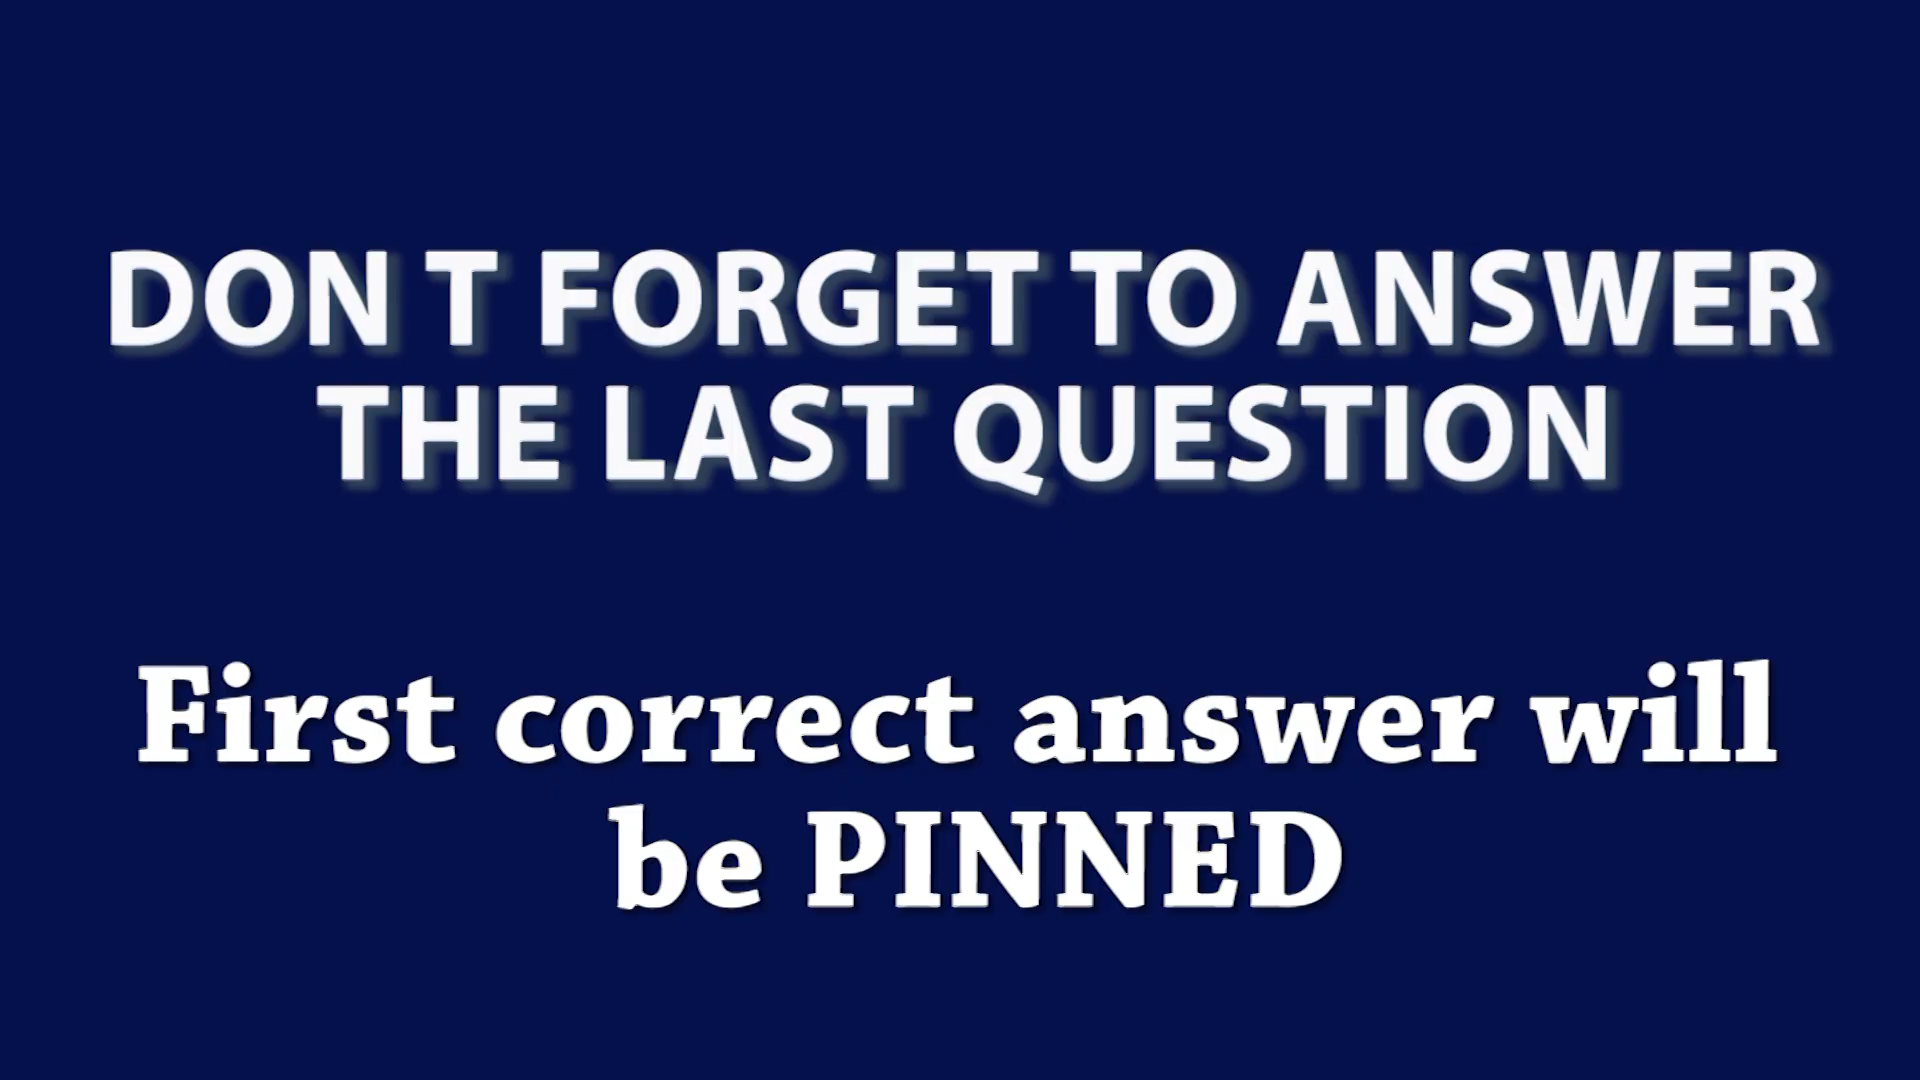 DON T FORGET TO ANSWER
THE LAST QUESTION
First correct answer will
be PINNED